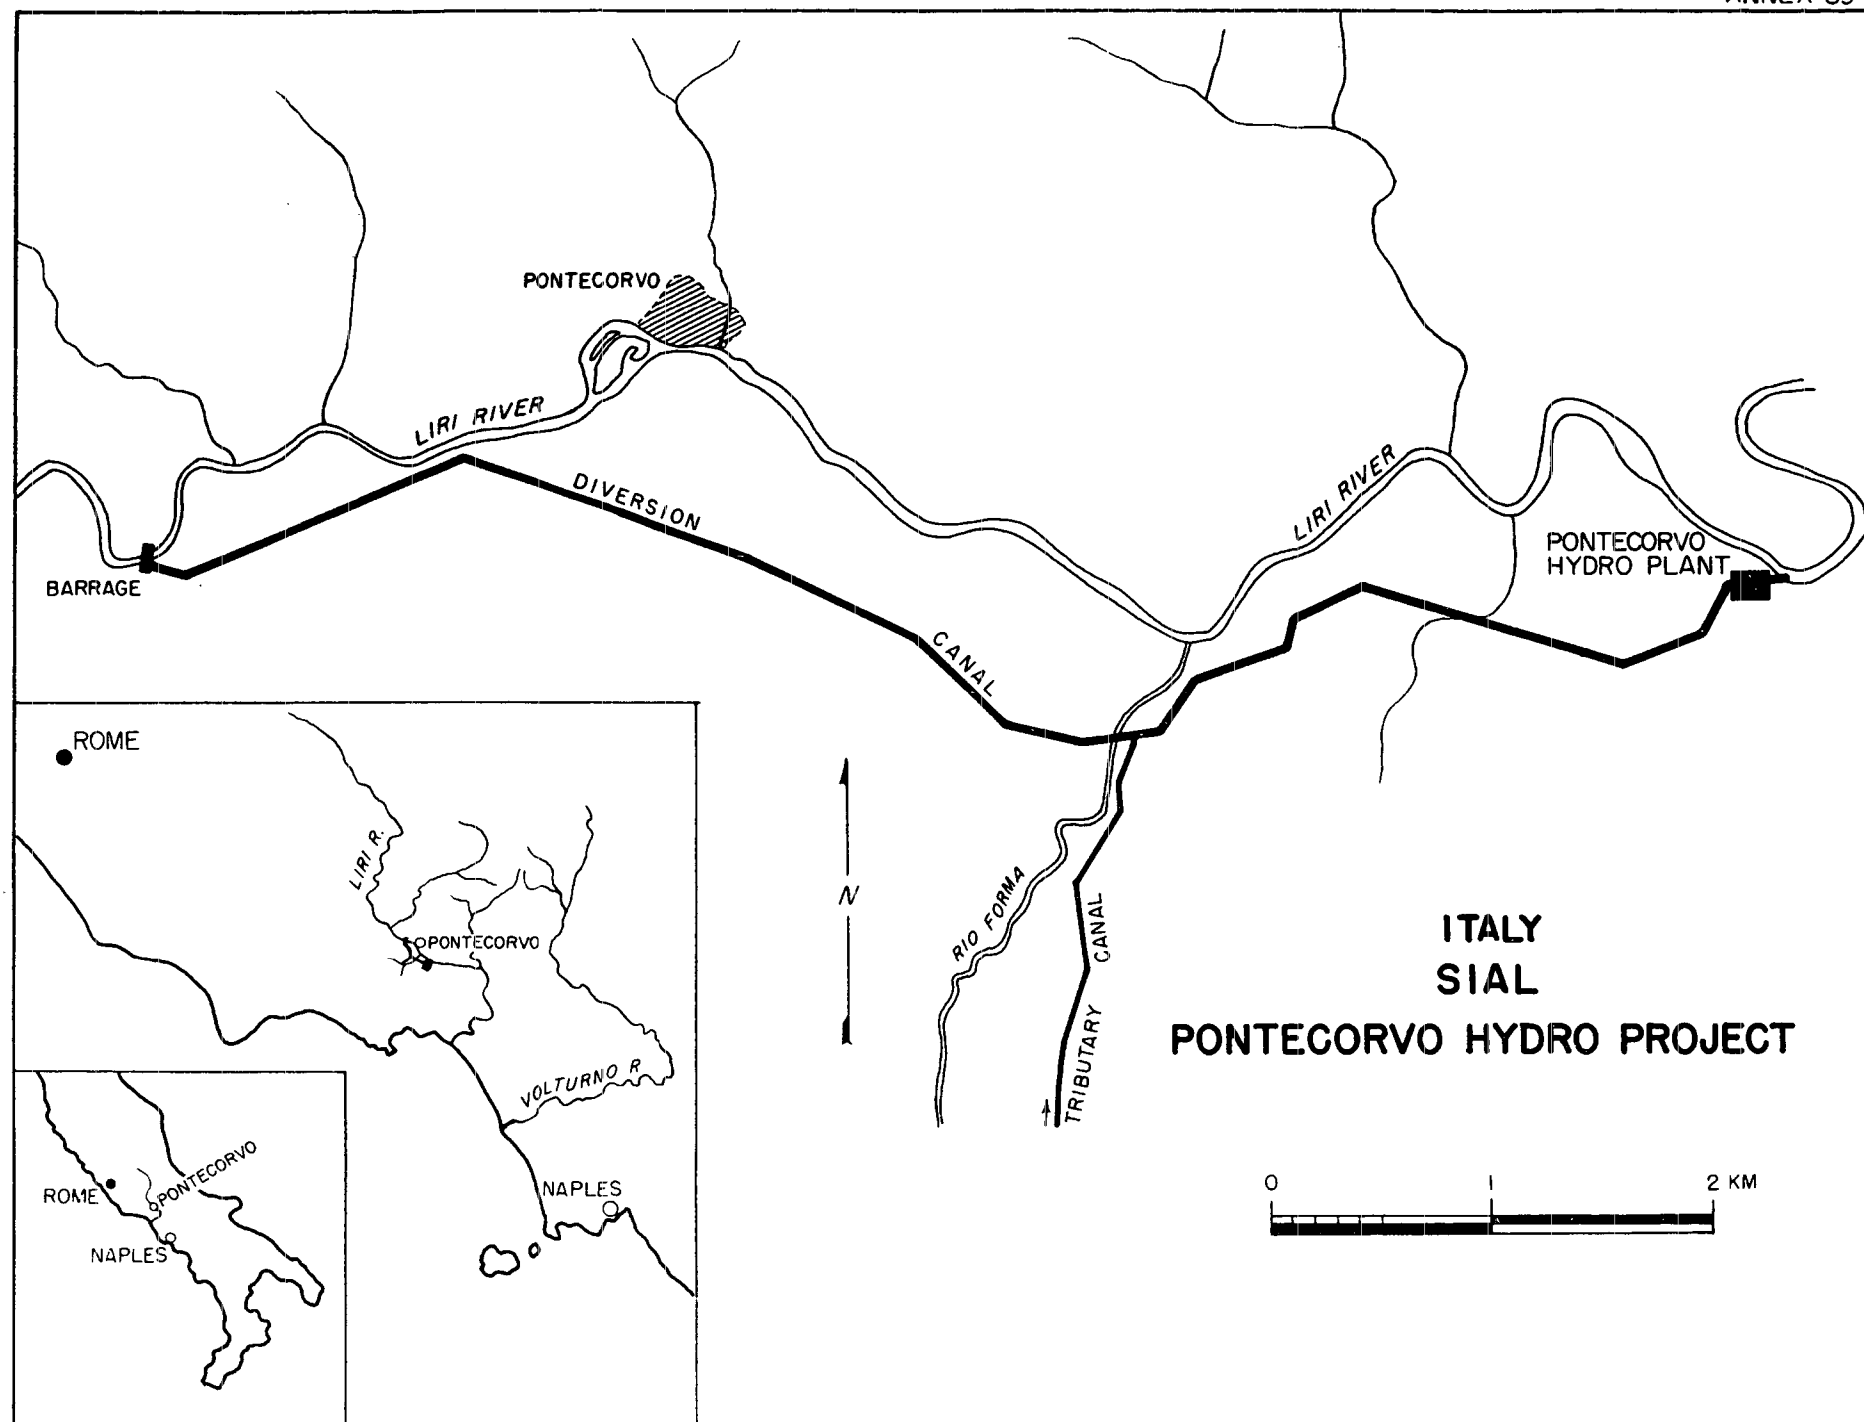 PONTECORVO
LIRI RIVER
DIVERSION
CANAL
LIRI RIVER
BARRAGE
PONTECORVO
HYDRO PLANT
RIO FORMA
TRIBUTARY CANAL
N
ITALY
SIAL
PONTECORVO HYDRO PROJECT
0 1 2 KM
ROME
LIRI R.
PONTECORVO
VOLTURNO R
NAPLES
ROME
PONTECORVO
NAPLES